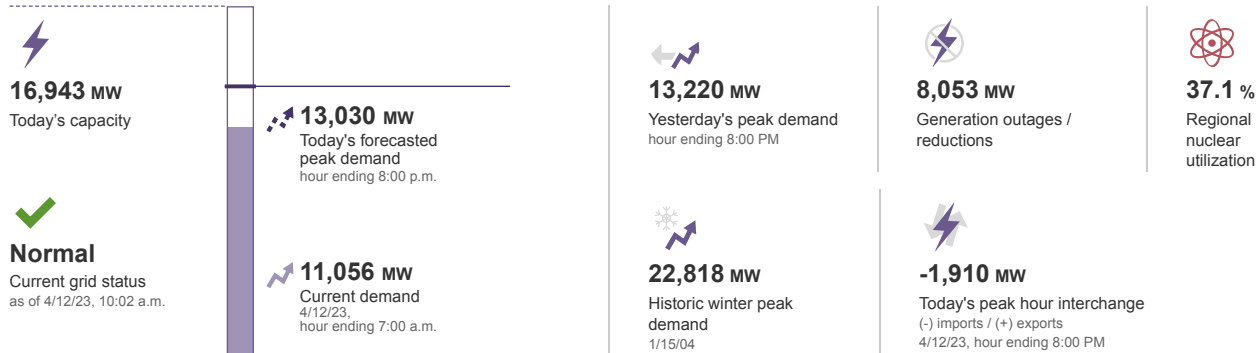 16,943 MW
Today's capacity
Normal
Current grid status
as of 4/12/23, 10:02 a.m.
13,030 MW
Today's forecasted
peak demand
hour ending 8:00 p.m.
11,056 MW
Current demand
4/12/23,
hour ending 7:00 a.m.
13,220 MW
Yesterday's peak demand
hour ending 8:00 PM
8,053 MW
Generation outages /
reductions
37.1 %
Regional
nuclear
utilization
22,818 MW
Historic winter peak
demand
1/15/04
-1,910 MW
Today's peak hour interchange
(-) imports / (+) exports
4/12/23, hour ending 8:00 PM